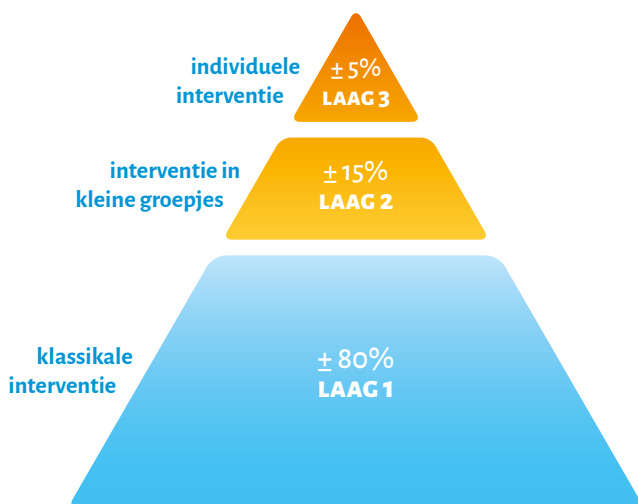 individuele
interventie
± 5%
LAAG 3
interventie in
kleine groepjes
± 15%
LAAG 2
klassikale
interventie
± 80%
LAAG 1